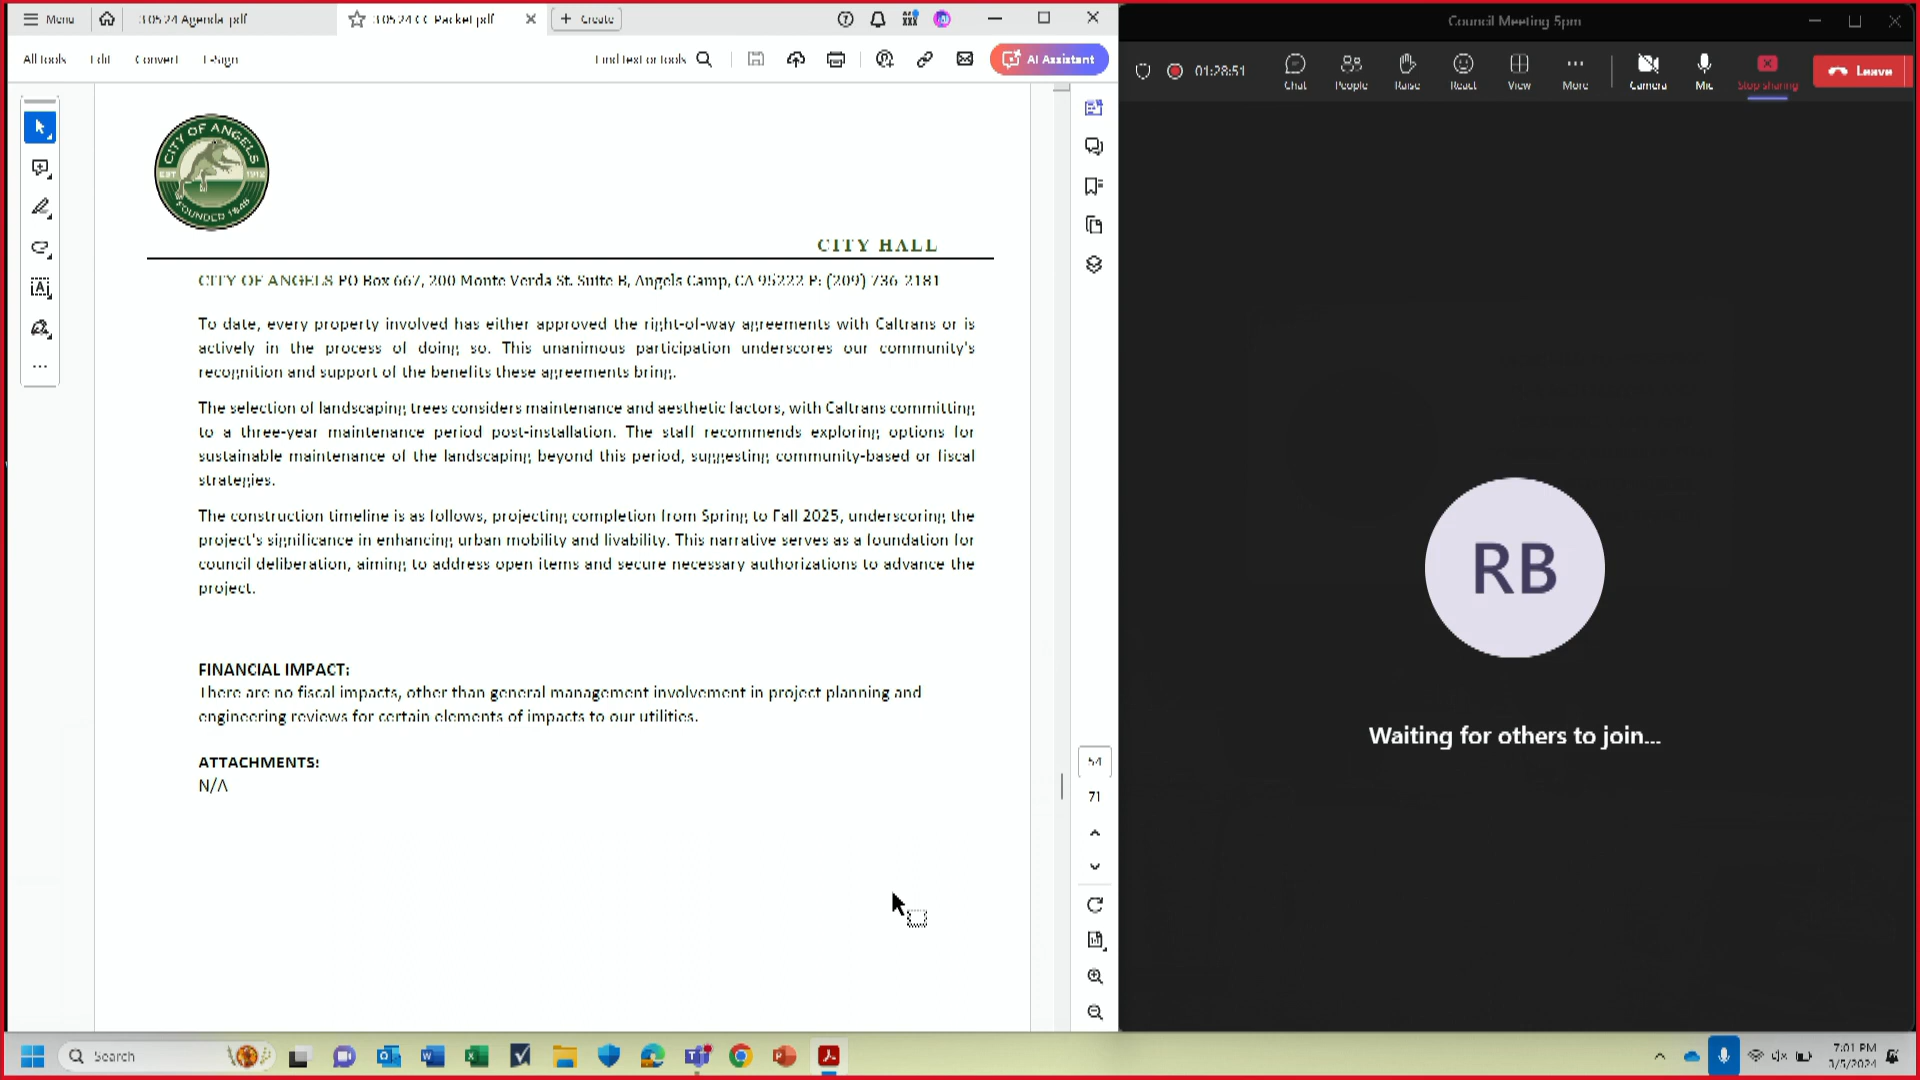 Menu
3 05 24 Agenda pdf
3 05 24 CC Packet pdf
Create
All tools
Edit
Convert
E-Sign
Find text or tools
AI Assistant
CITY OF ANGELS
EST 1912
FOUNDED 1848
CITY HALL
CITY OF ANGELS PO Box 667, 200 Monte Verda St. Suite B, Angels Camp, CA 95222 P: (209) 736-2181
To date, every property involved has either approved the right-of-way agreements with Caltrans or is
actively in the process of doing so. This unanimous participation underscores our community's
recognition and support of the benefits these agreements bring.
The selection of landscaping trees considers maintenance and aesthetic factors, with Caltrans committing
to a three-year maintenance period post-installation. The staff recommends exploring options for
sustainable maintenance of the landscaping beyond this period, suggesting community-based or fiscal
strategies.
The construction timeline is as follows, projecting completion from Spring to Fall 2025, underscoring the
project's significance in enhancing urban mobility and livability. This narrative serves as a foundation for
council deliberation, aiming to address open items and secure necessary authorizations to advance the
project.
FINANCIAL IMPACT:
There are no fiscal impacts, other than general management involvement in project planning and
engineering reviews for certain elements of impacts to our utilities.
ATTACHMENTS:
N/A
54
71
Council Meeting 5pm
01:28:51
Chat
People
Raise
React
View
More
Camera
Mic
Stop sharing
Leave
RB
Waiting for others to join...
Search
7:01 PM
3/5/2024